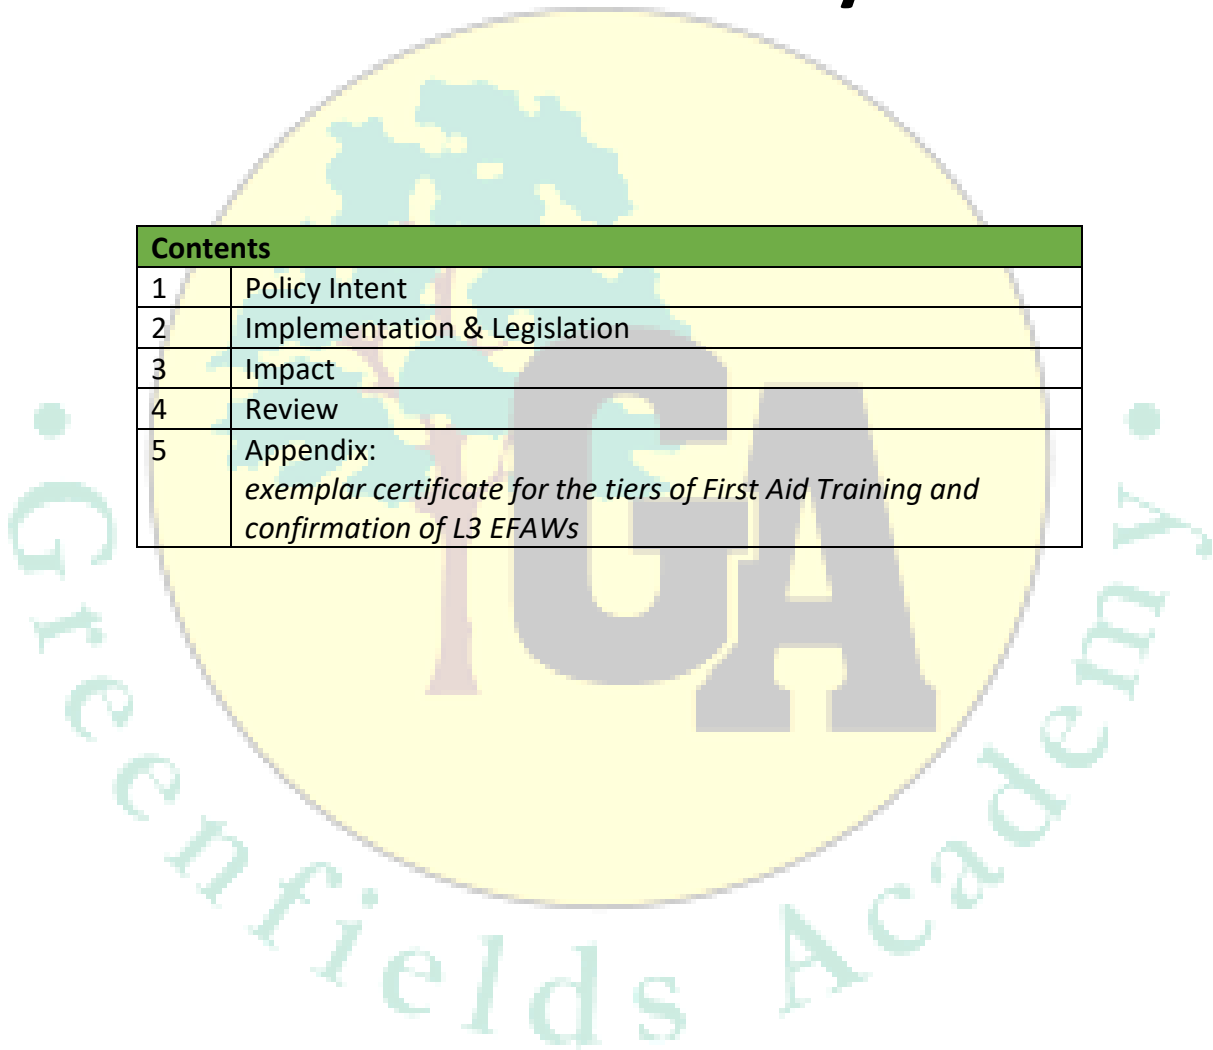 Contents
1 Policy Intent
2 Implementation & Legislation
3 Impact
4 Review
5 Appendix:
exemplar certificate for the tiers of First Aid Training and
confirmation of L3 EFAWs
GA
• Greenfields Academy •